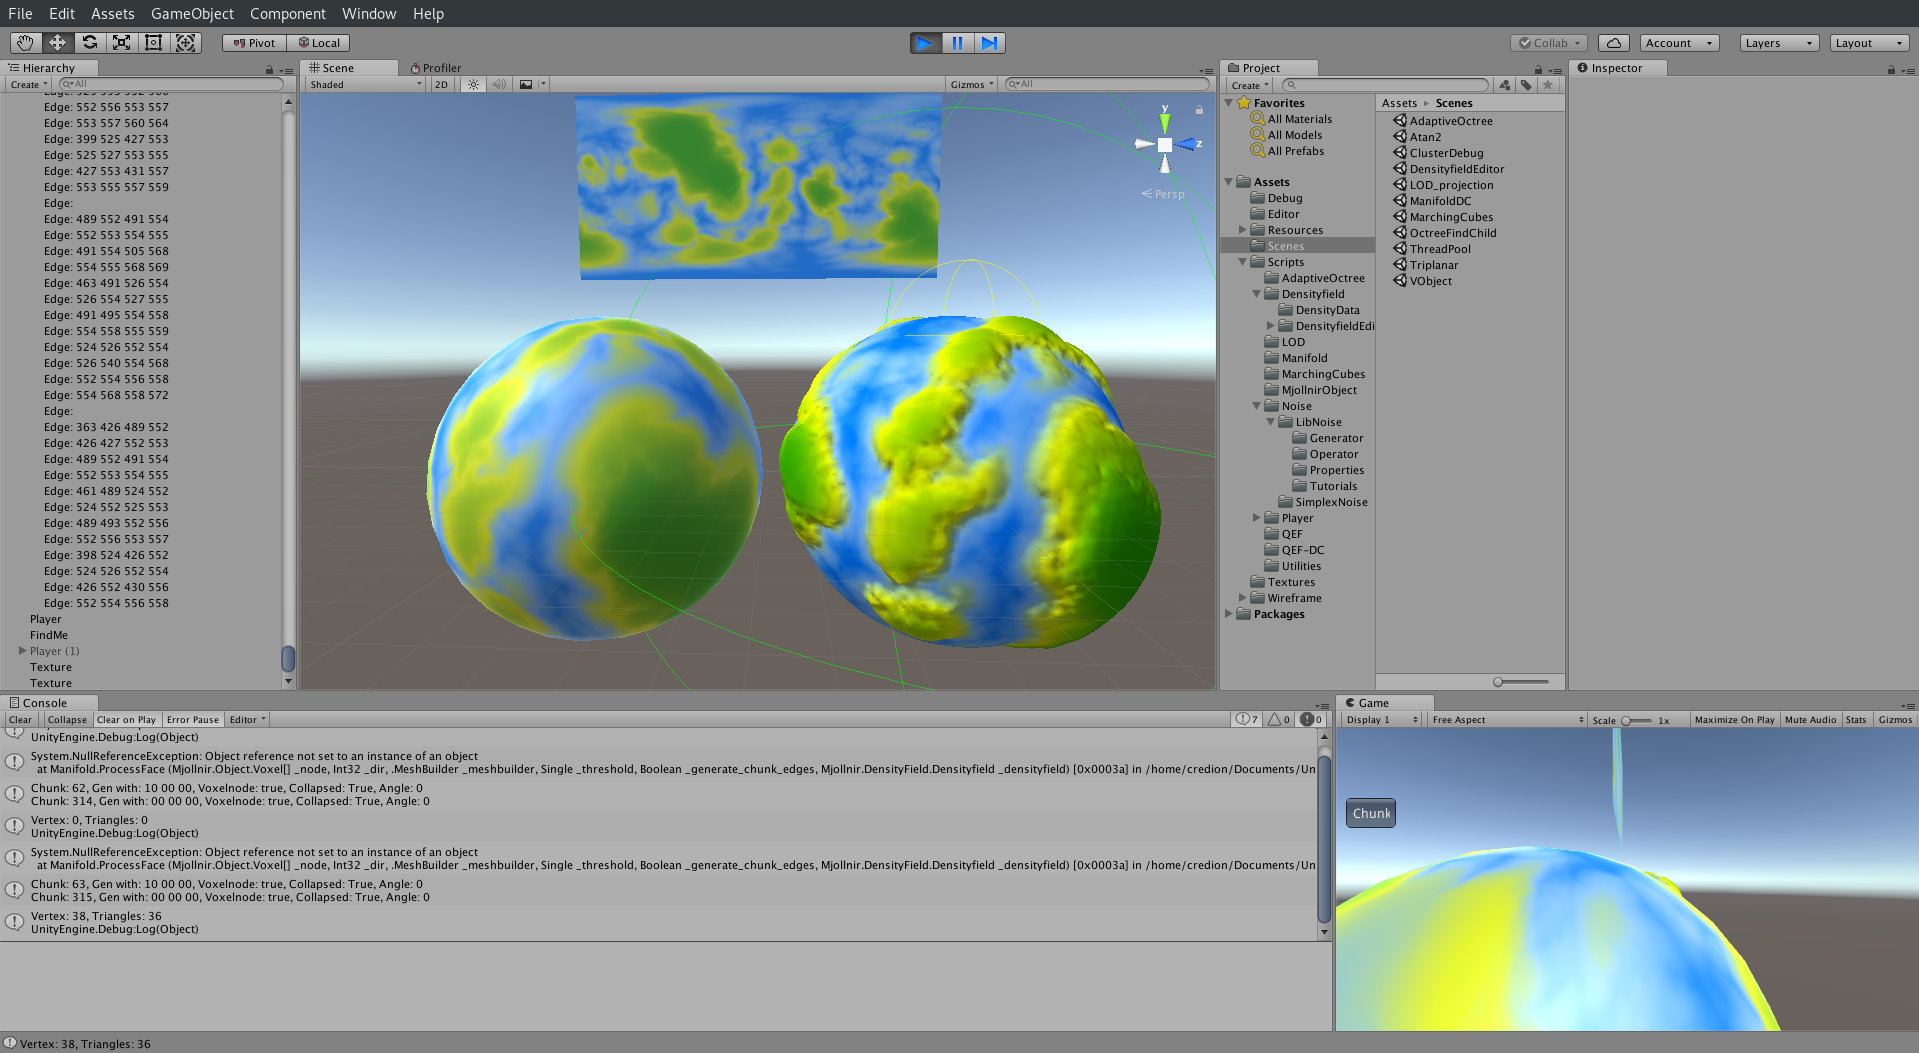 File Edit Assets GameObject Component Window Help
Pivot Local Collab Account Layers Layout
Hierarchy
Create All
Edge: 552 556 553 557
Edge: 553 557 560 564
Edge: 399 525 427 553
Edge: 525 527 553 555
Edge: 427 553 431 557
Edge: 553 555 557 559
Edge:
Edge: 489 552 491 554
Edge: 552 553 554 555
Edge: 491 554 505 568
Edge: 554 555 568 569
Edge: 463 491 526 554
Edge: 526 554 527 555
Edge: 491 495 554 558
Edge: 554 558 555 559
Edge: 524 526 552 554
Edge: 526 540 554 568
Edge: 552 554 556 558
Edge: 554 568 558 572
Edge:
Edge: 363 426 489 552
Edge: 426 427 552 553
Edge: 489 552 491 554
Edge: 552 553 554 555
Edge: 461 489 524 552
Edge: 524 552 525 553
Edge: 489 493 552 556
Edge: 552 556 553 557
Edge: 398 524 426 552
Edge: 524 526 552 554
Edge: 426 552 430 556
Edge: 552 554 556 558
Player
FindMe
Player (1)
Texture
Texture
Scene Profiler
Shaded 2D Gizmos All
y
z
Persp
Project
Create
Favorites
All Materials
All Models
All Prefabs
Assets
Debug
Editor
Resources
Scenes
Scripts
AdaptiveOctree
Densityfield
DensityData
DensyfieldEdi
LOD
Manifold
MarchingCubes
MjollnirObject
Noise
LibNoise
Generator
Operator
Properties
Tutorials
SimplexNoise
Player
QEF
QEF-DC
Utilities
Textures
Wireframe
Packages
Assets Scenes
AdaptiveOctree
Atan2
ClusterDebug
DensityfieldEditor
LOD_projection
ManifoldDC
MarchingCubes
OctreeFindChild
ThreadPool
Triplanar
VObject
Inspector
Console
Clear Collapse Clear on Play Error Pause Editor 7 0 0
UnityEngine.Debug:Log(Object)
System.NullReferenceException: Object reference not set to an instance of an object
at Manifold.ProcessFace (Mjollnir.Object.Voxel[] _node, Int32 _dir, .MeshBuilder _meshbuilder, Single _threshold, Boolean _generate_chunk_edges, Mjollnir.DensityField.Densityfield _densityfield) [0x0003a] in /home/credion/Documents/Un
Chunk: 62, Gen with: 10 00 00, Voxelnode: true, Collapsed: True, Angle: 0
Chunk: 314, Gen with: 00 00 00, Voxelnode: true, Collapsed: True, Angle: 0
Vertex: 0, Triangles: 0
UnityEngine.Debug:Log(Object)
System.NullReferenceException: Object reference not set to an instance of an object
at Manifold.ProcessFace (Mjollnir.Object.Voxel[] _node, Int32 _dir, .MeshBuilder _meshbuilder, Single _threshold, Boolean _generate_chunk_edges, Mjollnir.DensityField.Densityfield _densityfield) [0x0003a] in /home/credion/Documents/Un
Chunk: 63, Gen with: 10 00 00, Voxelnode: true, Collapsed: True, Angle: 0
Chunk: 315, Gen with: 00 00 00, Voxelnode: true, Collapsed: True, Angle: 0
Vertex: 38, Triangles: 36
UnityEngine.Debug:Log(Object)
Game
Display 1 Free Aspect Scale 1x Maximize On Play Mute Audio Stats Gizmos
Chunk
Vertex: 38, Triangles: 36